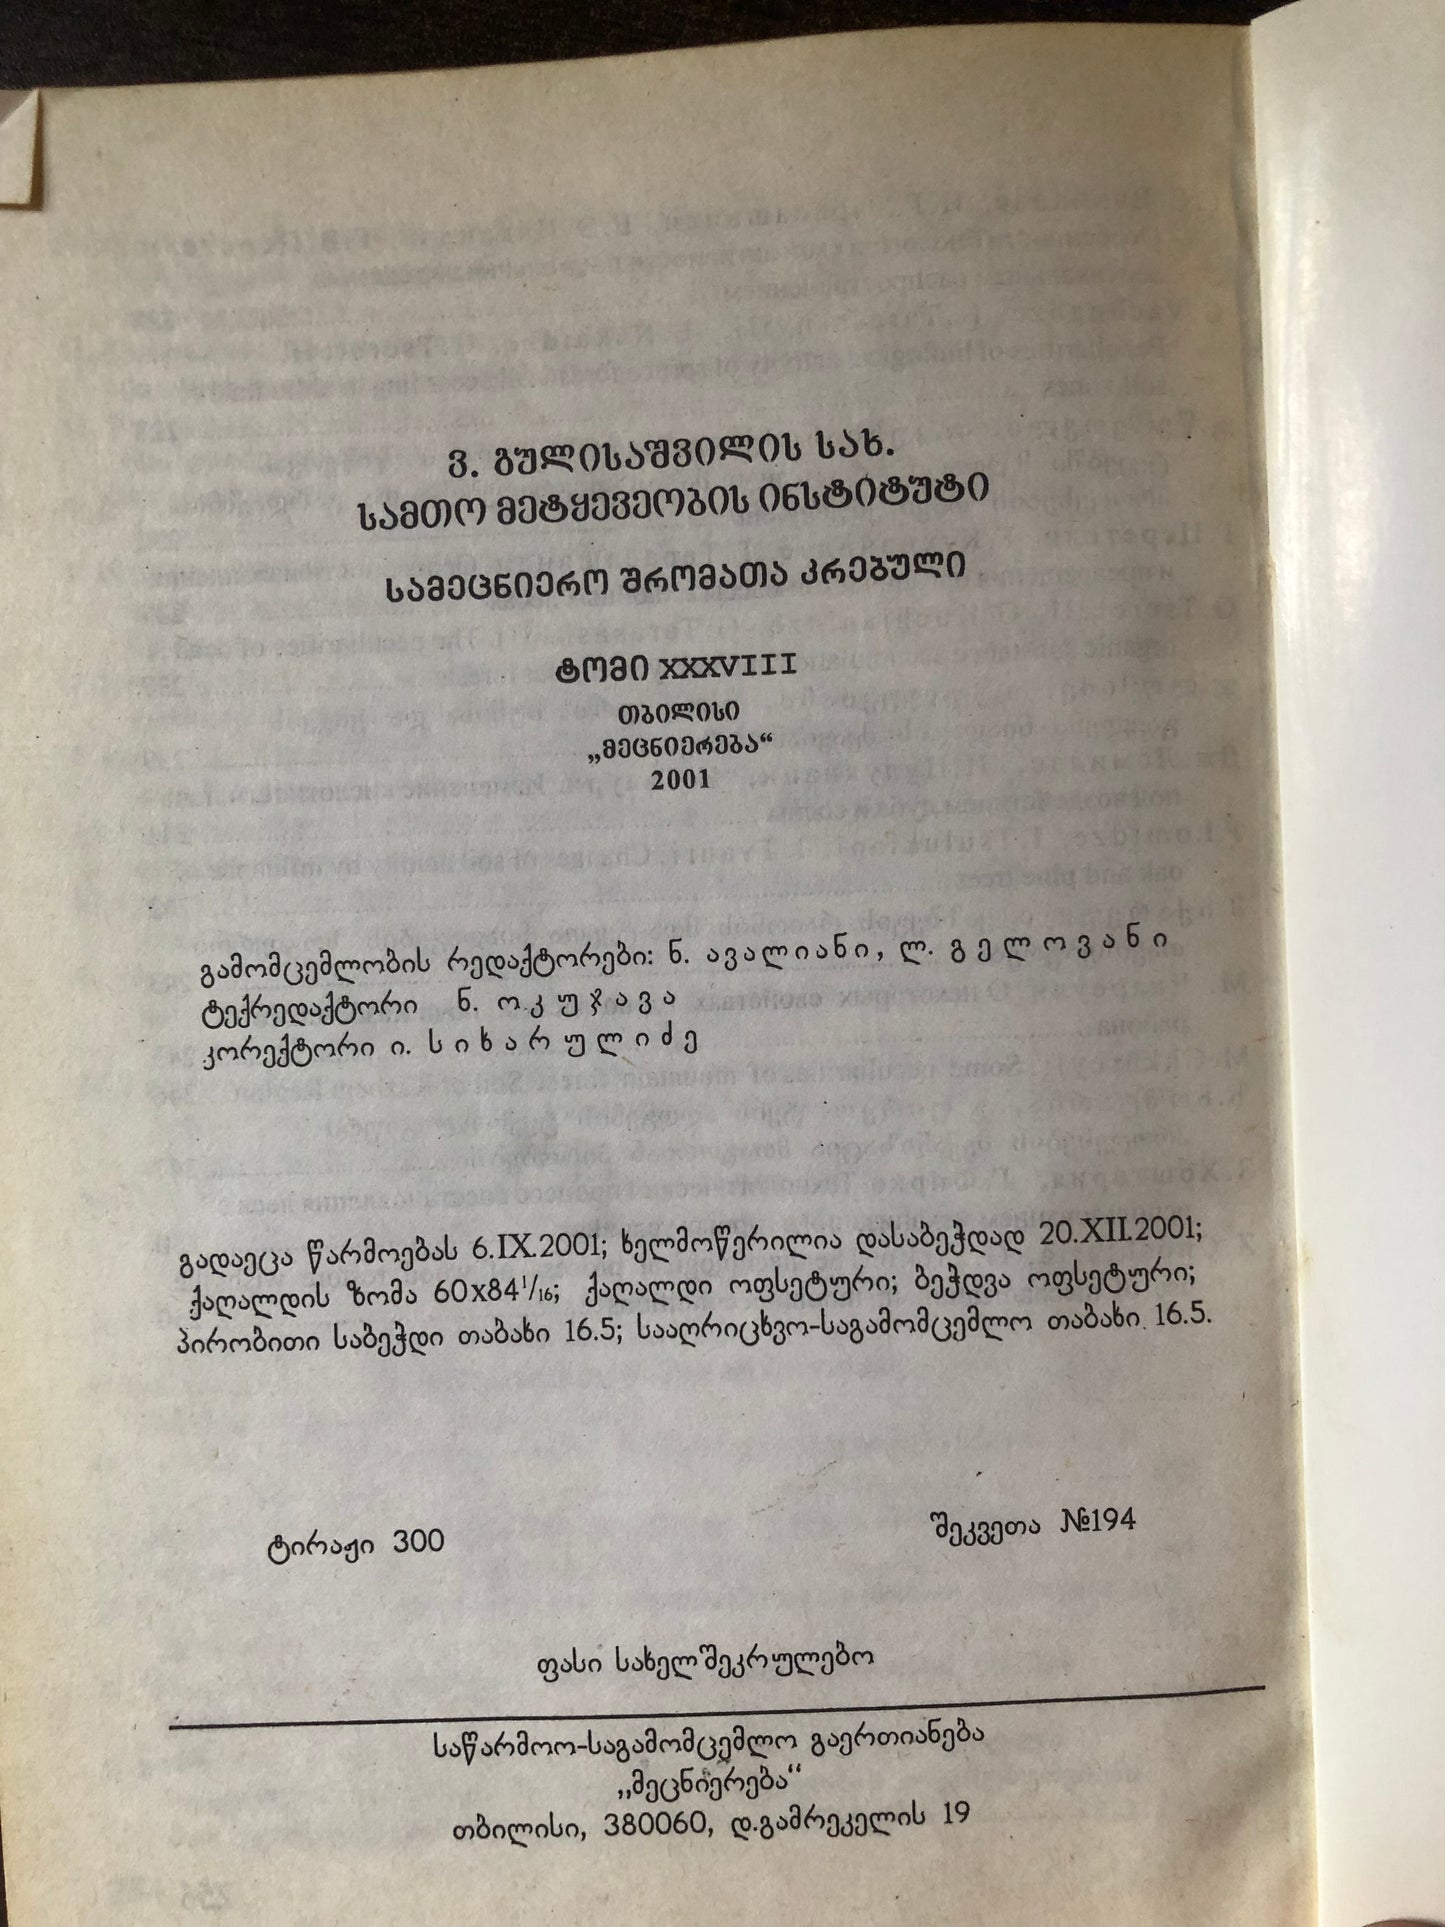 ვ. გულისაშვილის სახ.
სამთო მეტყევეობის ინსტიტუტი
სამეცნიერო შრომათა კრებული
ტომი XXXVIII
თბილისი
„მეცნიერება“
2001
გამომცემლობის რედაქტორები: ნ. ავალიანი, ლ. გელოვანი
ტექრედაქტორი ნ. ოკუჯავა
კორექტორი ი. სიხარულიძე
გადაეცა წარმოებას 6.IX.2001; ხელმოწერილია დასაბეჭდად 20.XII.2001;
ქაღალდის ზომა 60x84¹/₁₆; ქაღალდი ოფსეტური; ბეჭდვა ოფსეტური;
პირობითი საბეჭდი თაბახი 16.5; სააღრიცხვო-საგამომცემლო თაბახი 16.5.
ტირაჟი 300
შეკვეთა №194
ფასი სახელშეკრულებო
საწარმოო-საგამომცემლო გაერთიანება
„მეცნიერება“
თბილისი, 380060, დ.გამრეკელის 19